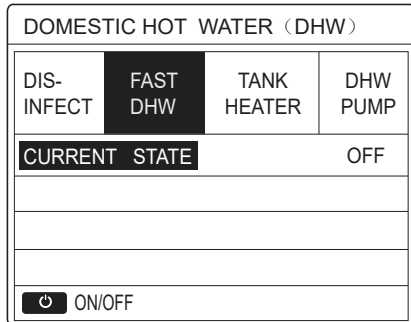 DOMESTIC HOT WATER（DHW）
DIS-
INFECT
FAST
DHW
TANK
HEATER
DHW
PUMP
CURRENT STATE OFF
ON/OFF